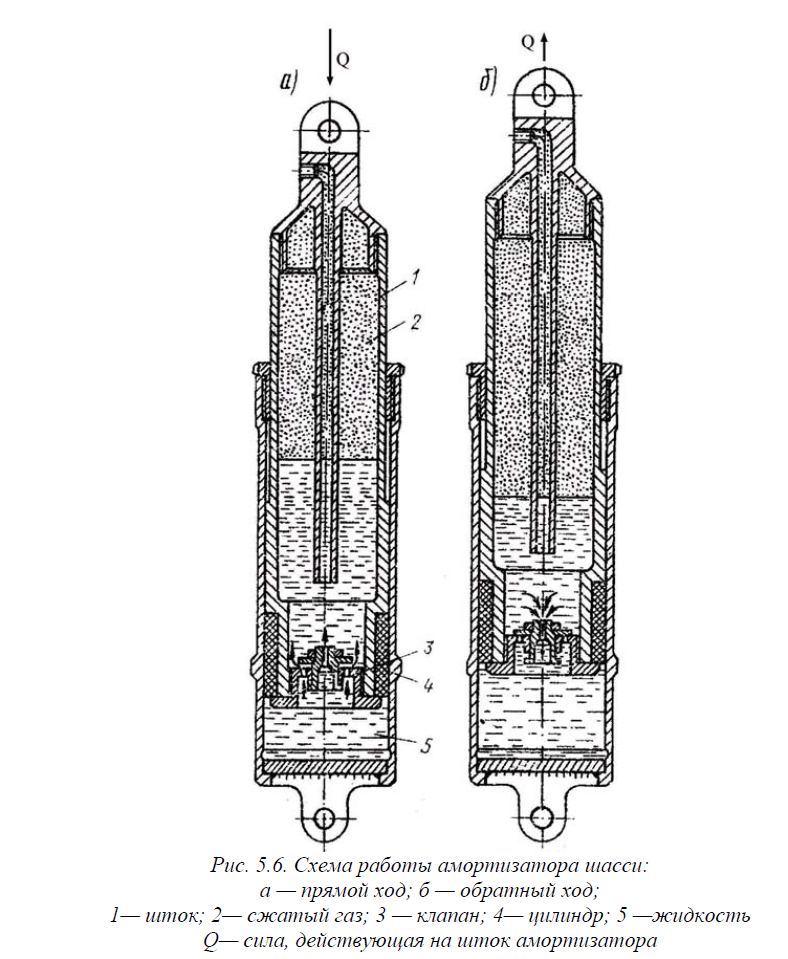 Q
Q
а)
б)
1
2
3
4
5
Рис. 5.6. Схема работы амортизатора шасси:
а — прямой ход; б — обратный ход;
1— шток; 2— сжатый газ; 3 — клапан; 4— цилиндр; 5 —жидкость
Q— сила, действующая на шток амортизатора